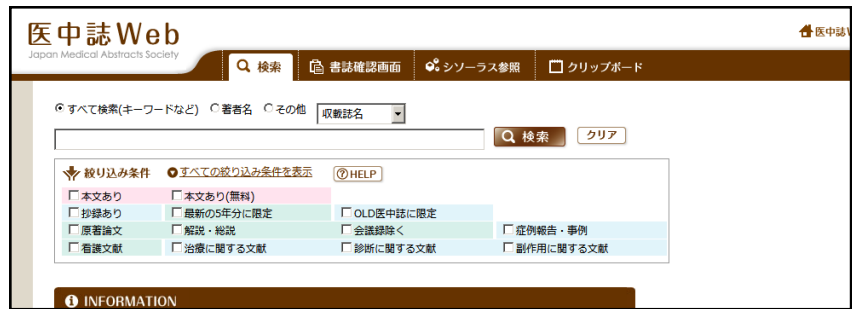 医中誌Web
医中誌W
Japan Medical Abstracts Society
検索 書誌確認画面 シソーラス参照 クリップボード
すべて検索(キーワードなど) 著者名 その他 収載誌名
検索 クリア
絞り込み条件 すべての絞り込み条件を表示 ?HELP
本文あり 本文あり(無料)
抄録あり 最新の5年分に限定 OLD医中誌に限定
原著論文 解説・総説 会議録除く 症例報告・事例
看護文献 治療に関する文献 診断に関する文献 副作用に関する文献
INFORMATION